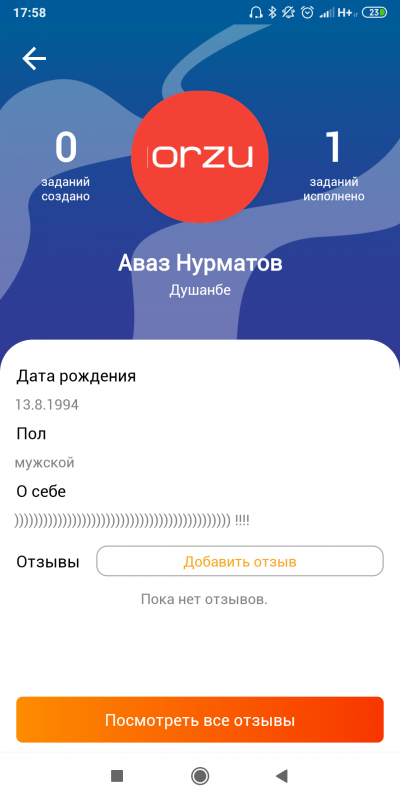 17:58
H+
23
0
заданий
создано
orzu
1
заданий
исполнено
Аваз Нурматов
Душанбе
Дата рождения
13.8.1994
Пол
мужской
О себе
)))))))))))))))))))))))))))))))))))))))))))) !!!!
Отзывы
Добавить отзыв
Пока нет отзывов.
Посмотреть все отзывы